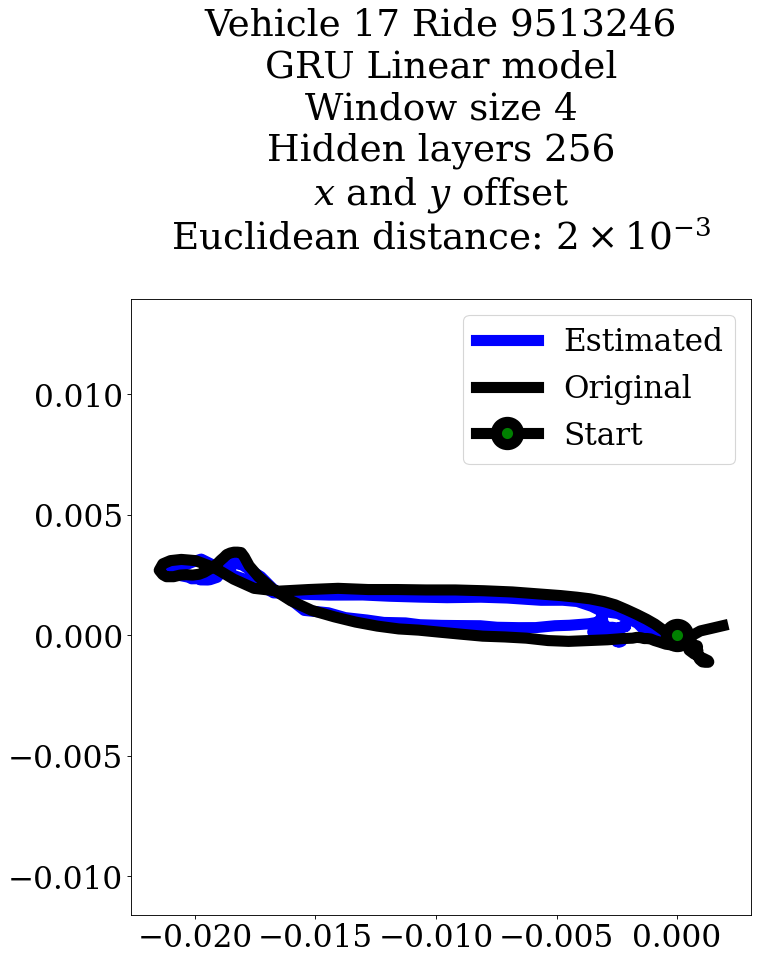 Vehicle 17 Ride 9513246
GRU Linear model
Window size 4
Hidden layers 256
x and y offset
Euclidean distance: 2 × 10⁻³
Estimated
Original
Start
0.010
0.005
0.000
−0.005
−0.010
−0.020 −0.015 −0.010 −0.005 0.000